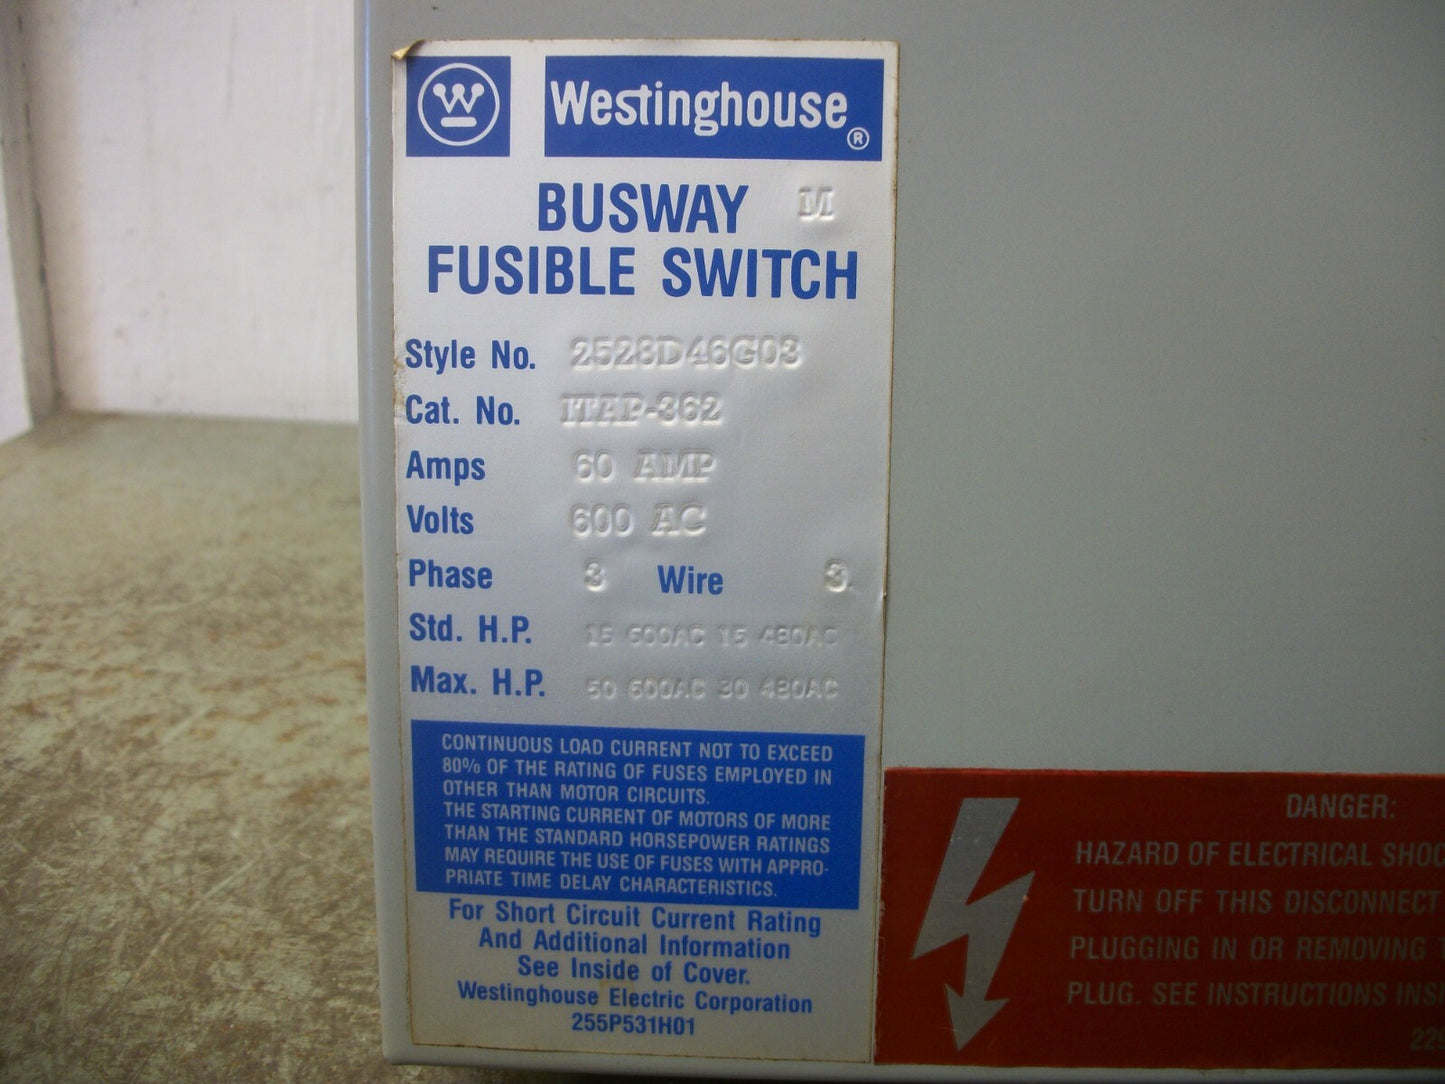 W
Westinghouse®
BUSWAY M
FUSIBLE SWITCH
Style No. 2528D46G03
Cat. No. ITAP-362
Amps 60 AMP
Volts 600 AC
Phase 3 Wire 3
Std. H.P. 15 600AC 15 480AC
Max. H.P. 50 600AC 30 480AC
CONTINUOUS LOAD CURRENT NOT TO EXCEED
80% OF THE RATING OF FUSES EMPLOYED IN
OTHER THAN MOTOR CIRCUITS.
THE STARTING CURRENT OF MOTORS OF MORE
THAN THE STANDARD HORSEPOWER RATINGS
MAY REQUIRE THE USE OF FUSES WITH APPRO-
PRIATE TIME DELAY CHARACTERISTICS.
For Short Circuit Current Rating
And Additional Information
See Inside of Cover.
Westinghouse Electric Corporation
255P531H01
DANGER:
HAZARD OF ELECTRICAL
TURN OFF THIS DISCONNECT
PLUGGING IN OR REMOVING
PLUG. SEE INSTRUCTIONS